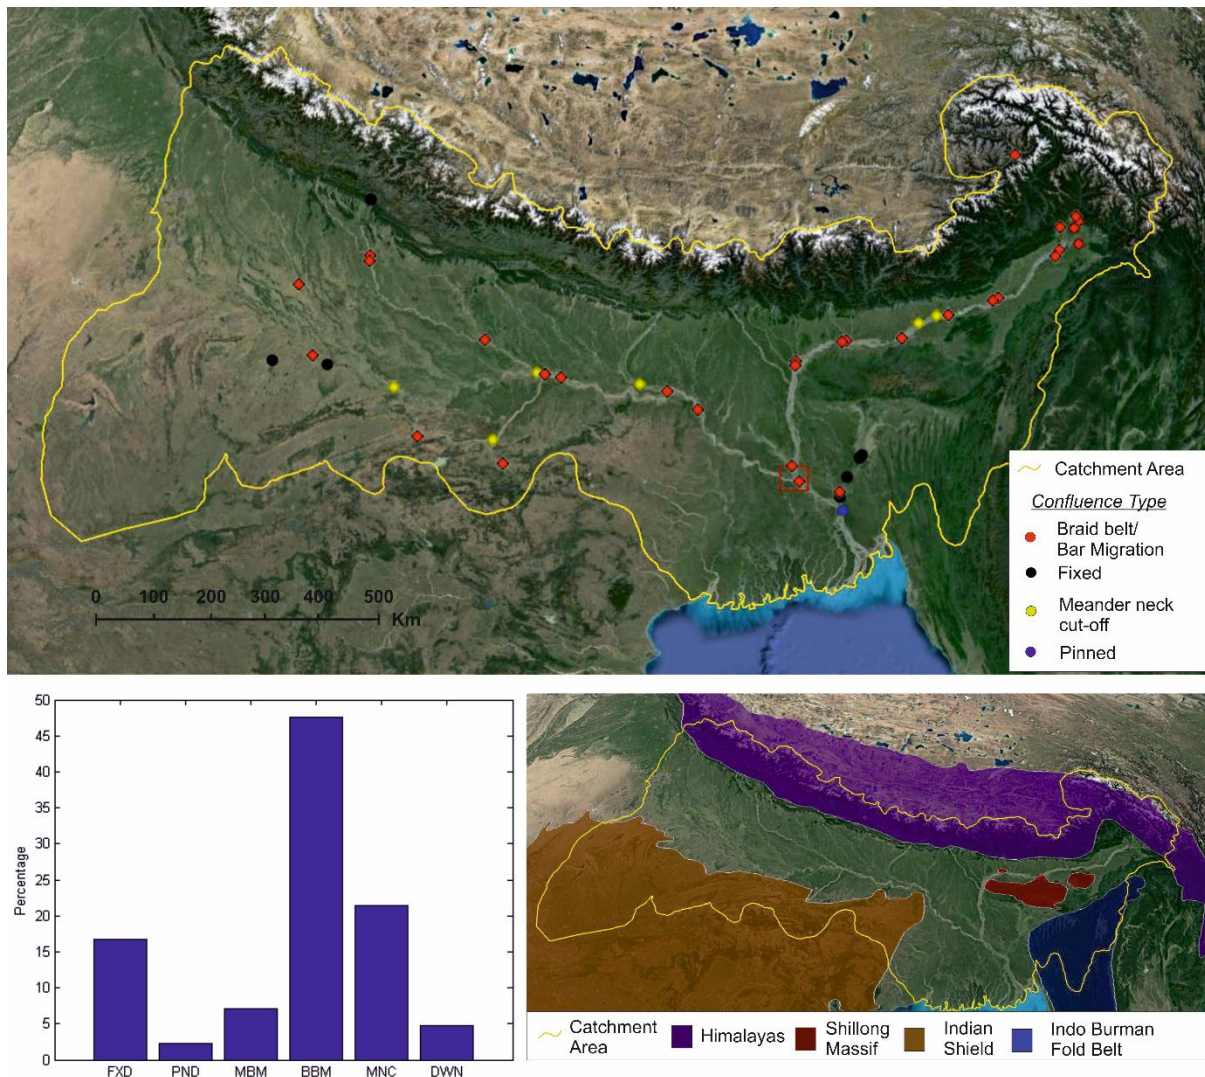 Catchment Area
Confluence Type
Braid belt/
Bar Migration
Fixed
Meander neck
cut-off
Pinned
0 100 200 300 400 500
Km
50
45
40
35
30
25
20
15
10
5
0
Percentage
FXD PND MBM BBM MNC DWN
Catchment
Area
Himalayas
Shillong
Massif
Indian
Shield
Indo Burman
Fold Belt